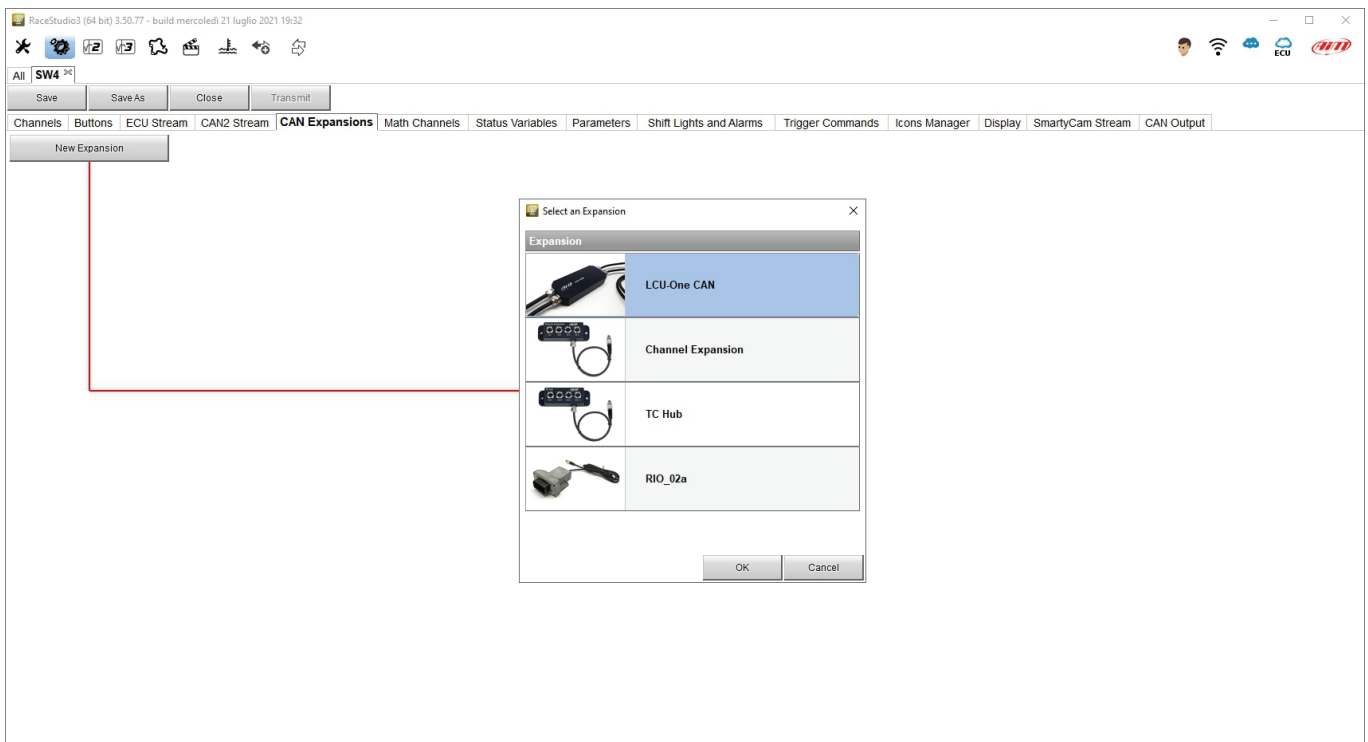 RaceStudio3 (64 bit) 3.50.77 - build mercoledì 21 luglio 2021 19:32
ECU AIM
All SW4
Save Save As Close Transmit
Channels Buttons ECU Stream CAN2 Stream CAN Expansions Math Channels Status Variables Parameters Shift Lights and Alarms Trigger Commands Icons Manager Display SmartyCam Stream CAN Output
New Expansion
Select an Expansion
Expansion
LCU-One CAN
Channel Expansion
TC Hub
RIO_02a
OK Cancel